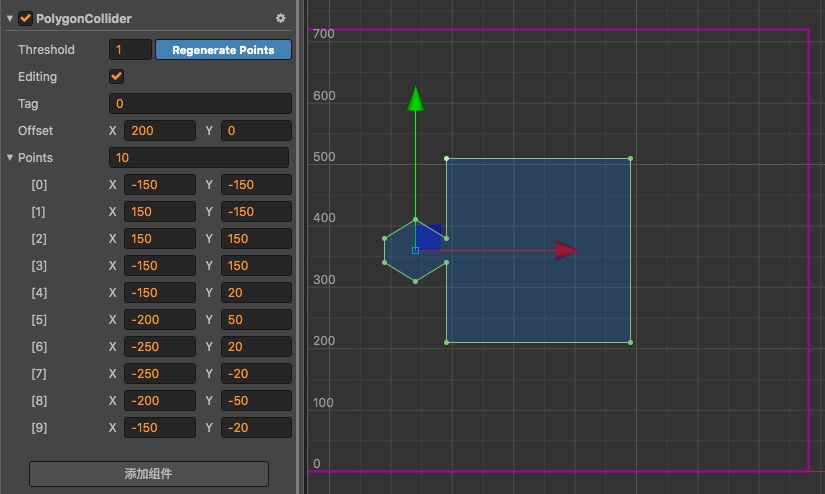 PolygonCollider
Threshold 1 Regenerate Points
Editing
Tag 0
Offset X 200 Y 0
Points 10
[0] X -150 Y -150
[1] X 150 Y -150
[2] X 150 Y 150
[3] X -150 Y 150
[4] X -150 Y 20
[5] X -200 Y 50
[6] X -250 Y 20
[7] X -250 Y -20
[8] X -200 Y -50
[9] X -150 Y -20
添加组件
700
600
500
400
300
200
100
0